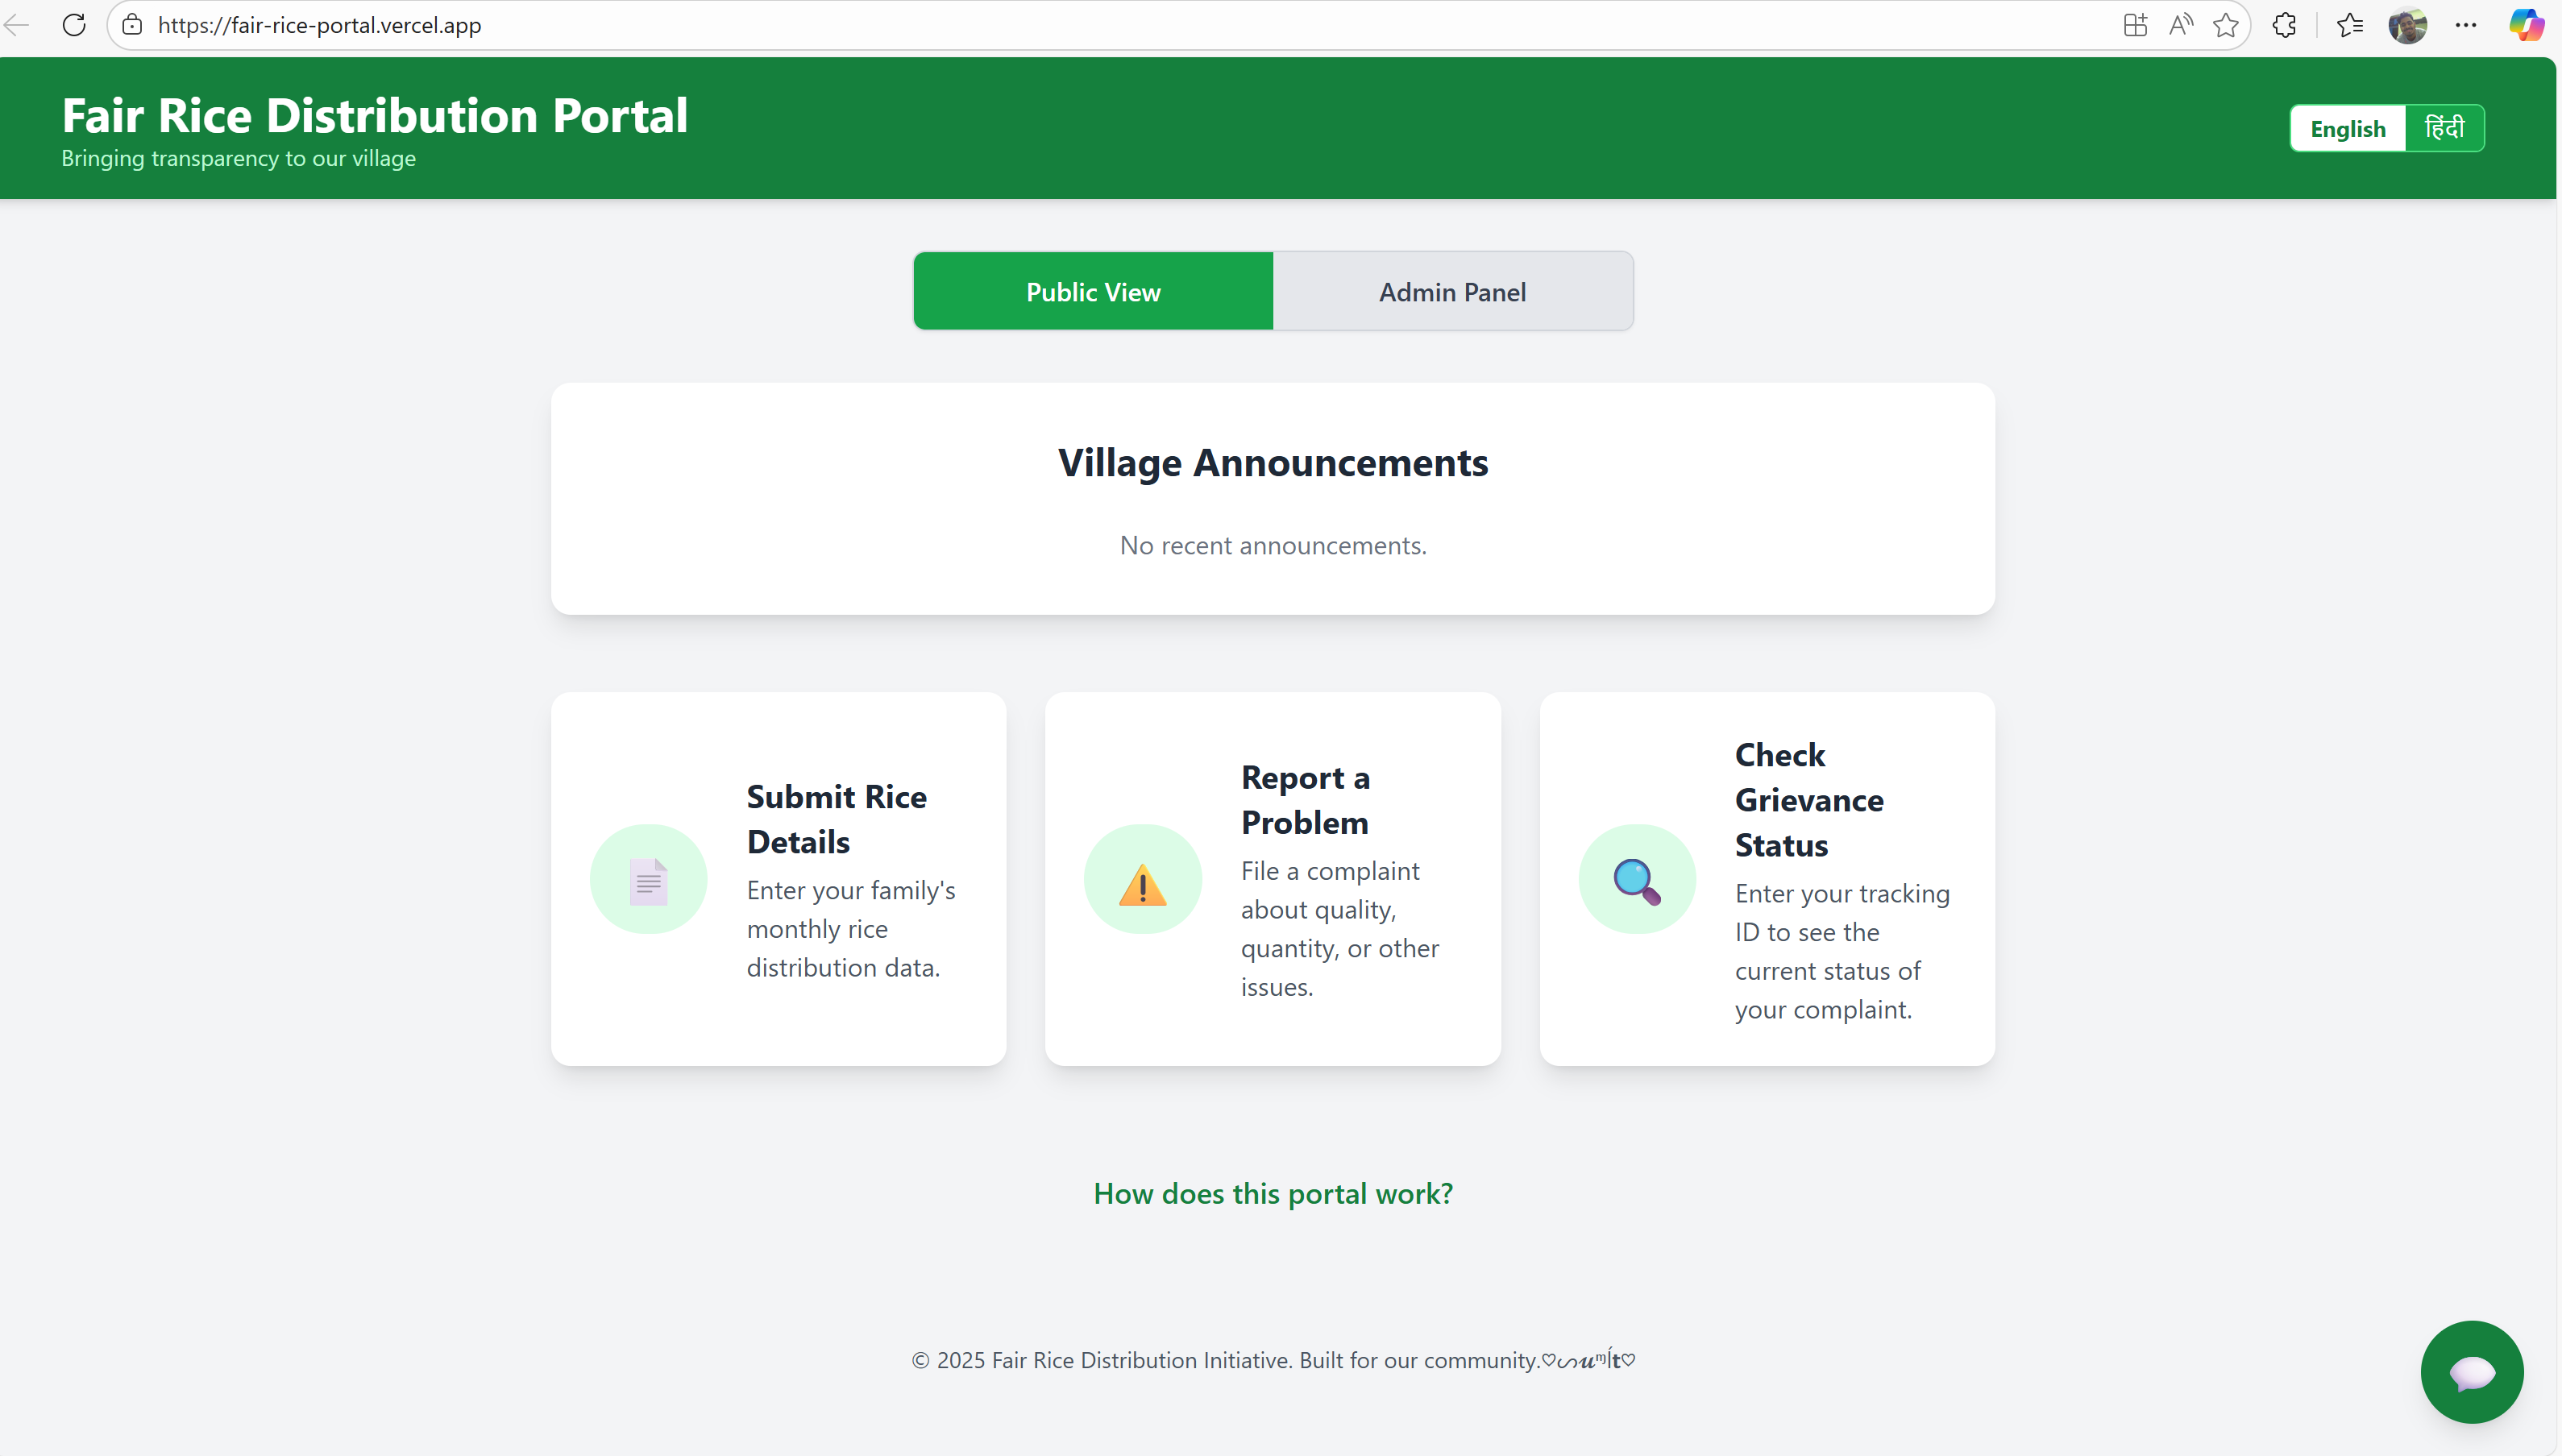 https://fair-rice-portal.vercel.app
Fair Rice Distribution Portal
Bringing transparency to our village
English
हिंदी
Public View
Admin Panel
Village Announcements
No recent announcements.
Submit Rice
Details
Enter your family's
monthly rice
distribution data.
Report a
Problem
File a complaint
about quality,
quantity, or other
issues.
Check
Grievance
Status
Enter your tracking
ID to see the
current status of
your complaint.
How does this portal work?
© 2025 Fair Rice Distribution Initiative. Built for our community.